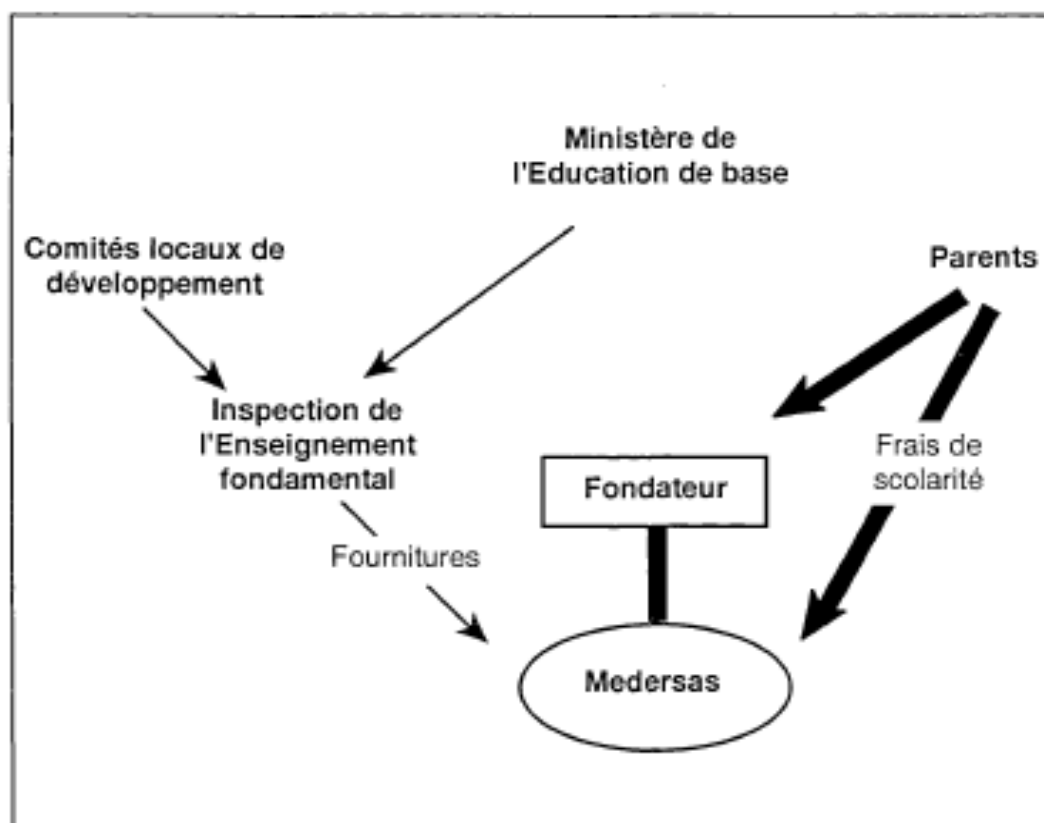 Ministère de
l'Education de base
Comités locaux de
développement
Parents
Inspection de
l'Enseignement
fondamental
Frais de
scolarité
Fondateur
Fournitures
Medersas